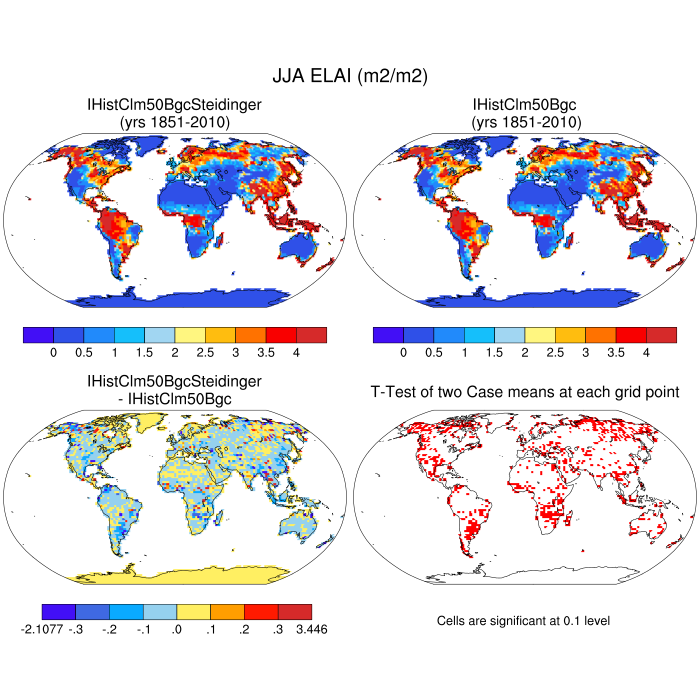 JJA ELAI (m2/m2)
IHistClm50BgcSteidinger
(yrs 1851-2010)
IHistClm50Bgc
(yrs 1851-2010)
0 0.5 1 1.5 2 2.5 3 3.5 4
0 0.5 1 1.5 2 2.5 3 3.5 4
IHistClm50BgcSteidinger
- IHistClm50Bgc
T-Test of two Case means at each grid point
-2.1077 -.3 -.2 -.1 .0 .1 .2 .3 3.446
Cells are significant at 0.1 level